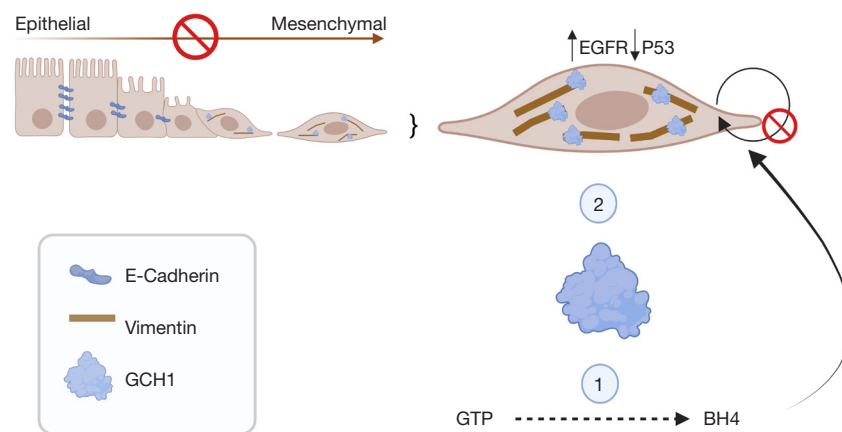 Epithelial Mesenchymal
↑EGFR↓P53
}
2
E-Cadherin
Vimentin
GCH1
1
GTP BH4